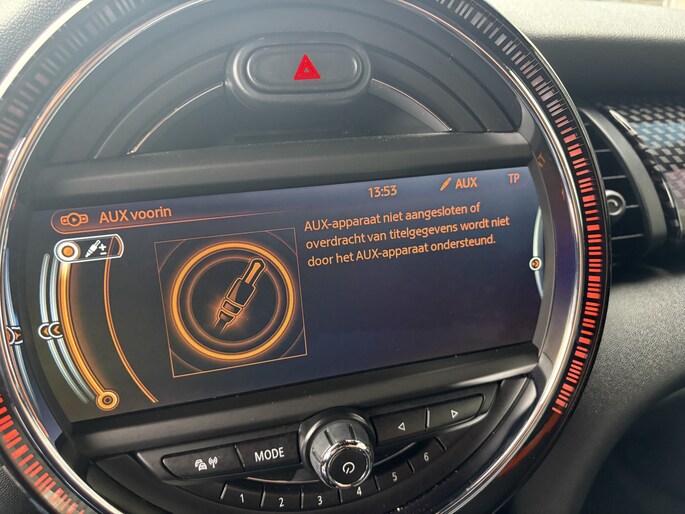 13:53 AUX TP
AUX voorin
AUX-apparaat niet aangesloten of
overdracht van titelgegevens wordt niet
door het AUX-apparaat ondersteund.
MODE
1 2 3 4 5 6